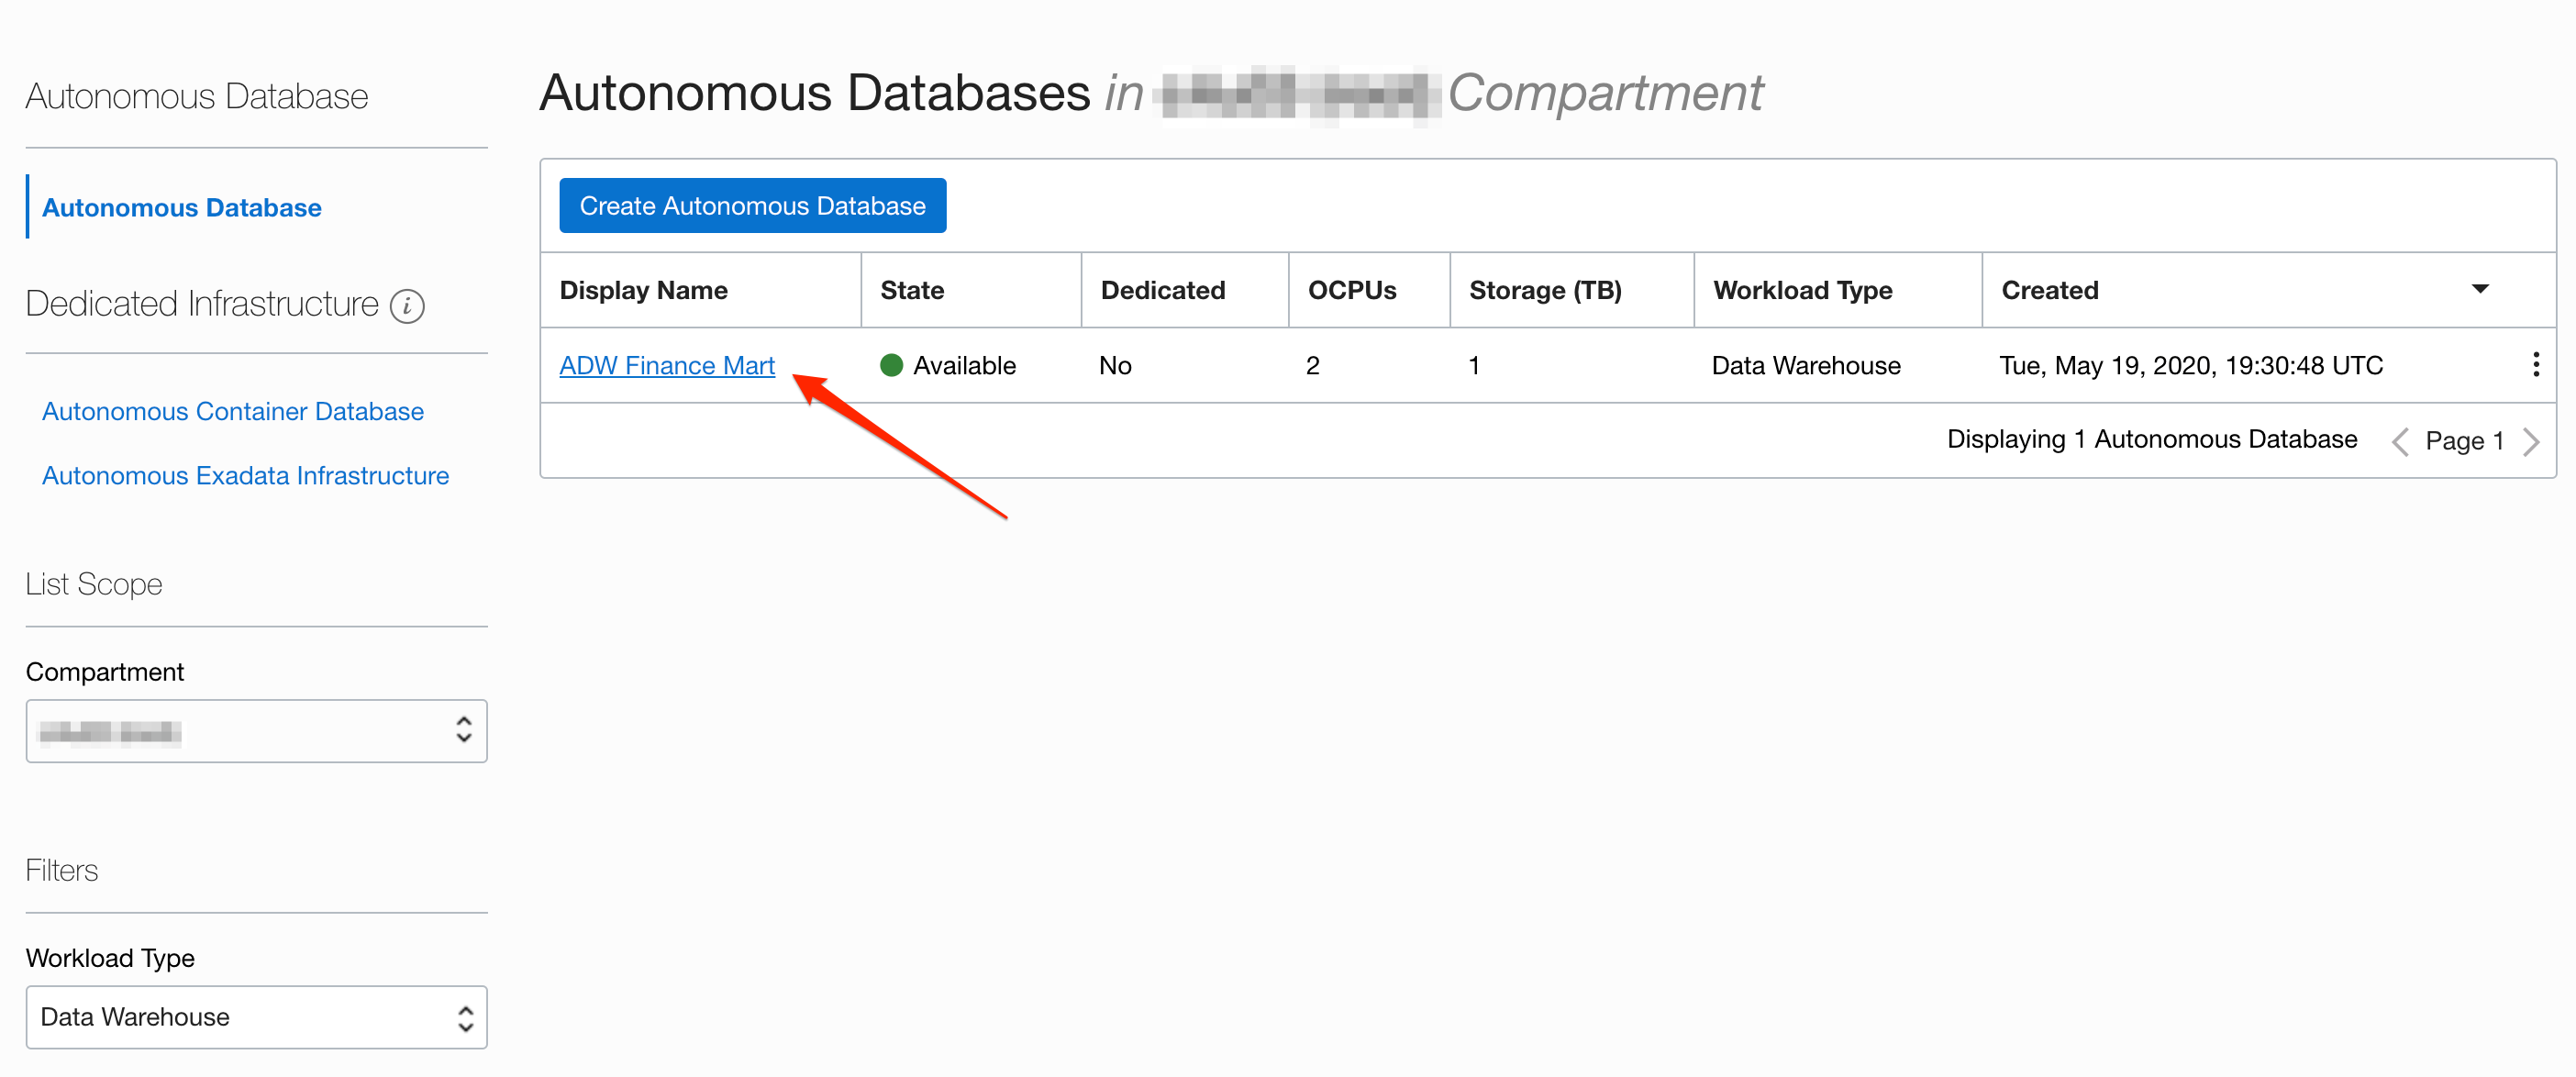 Autonomous Database
Autonomous Database
Dedicated Infrastructure i
Autonomous Container Database
Autonomous Exadata Infrastructure
List Scope
Compartment
Filters
Workload Type
Data Warehouse
Autonomous Databases in Compartment
Create Autonomous Database
Display Name State Dedicated OCPUs Storage (TB) Workload Type Created
ADW Finance Mart Available No 2 1 Data Warehouse Tue, May 19, 2020, 19:30:48 UTC
Displaying 1 Autonomous Database Page 1